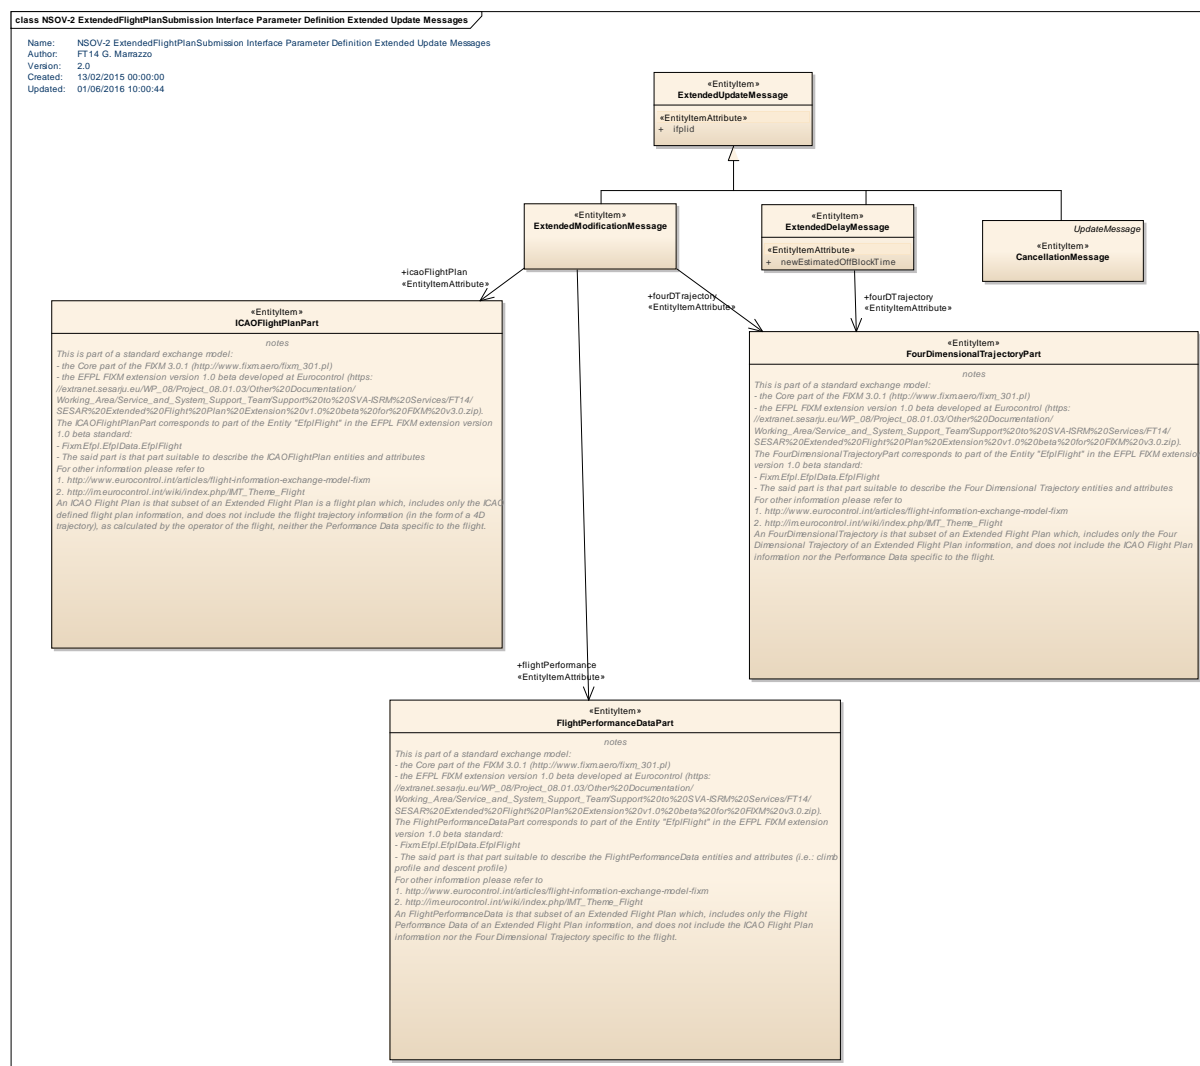 class NSOV-2 ExtendedFlightPlanSubmission Interface Parameter Definition Extended Update Messages
Name: NSOV-2 ExtendedFlightPlanSubmission Interface Parameter Definition Extended Update Messages
Author: FT14 G. Marrazzo
Version: 2.0
Created: 13/02/2015 00:00:00
Updated: 01/06/2016 10:00:44
«EntityItem»
ExtendedUpdateMessage
«EntityItemAttribute»
+ ifplid
«EntityItem»
ExtendedModificationMessage
«EntityItem»
ExtendedDelayMessage
«EntityItemAttribute»
+ newEstimatedOffBlockTime
UpdateMessage
«EntityItem»
CancellationMessage
+icaoFlightPlan
«EntityItemAttribute»
+fourDTrajectory
«EntityItemAttribute»
+fourDTrajectory
«EntityItemAttribute»
«EntityItem»
ICAOFlightPlanPart
notes
This is part of a standard exchange model:
- the Core part of the FIXM 3.0.1 (http://www.fixm.aero/fixm_301.pl)
- the EFPL FIXM extension version 1.0 beta developed at Eurocontrol (https:
//extranet.sesarju.eu/WP_08/Project_08.01.03/Other%20Documentation/
Working_Area/Service_and_System_Support_Team/Support%20to%20SVA-ISRM%20Services/FT14/
SESAR%20Extended%20Flight%20Plan%20Extension%20v1.0%20beta%20for%20FIXM%20v3.0.zip).
The ICAOFlightPlanPart corresponds to part of the Entity "EfplFlight" in the EFPL FIXM extension version
1.0 beta standard:
- Fixm.Efpl.EfplData.EfplFlight
- The said part is that part suitable to describe the ICAOFlightPlan entities and attributes
For other information please refer to
1. http://www.eurocontrol.int/articles/flight-information-exchange-model-fixm
2. http://im.eurocontrol.int/wiki/index.php/IMT_Theme_Flight
An ICAO Flight Plan is that subset of an Extended Flight Plan is a flight plan which, includes only the ICAO
defined flight plan information, and does not include the flight trajectory information (in the form of a 4D
trajectory), as calculated by the operator of the flight, neither the Performance Data specific to the flight.
«EntityItem»
FourDimensionalTrajectoryPart
notes
This is part of a standard exchange model:
- the Core part of the FIXM 3.0.1 (http://www.fixm.aero/fixm_301.pl)
- the EFPL FIXM extension version 1.0 beta developed at Eurocontrol (https:
//extranet.sesarju.eu/WP_08/Project_08.01.03/Other%20Documentation/
Working_Area/Service_and_System_Support_Team/Support%20to%20SVA-ISRM%20Services/FT14/
SESAR%20Extended%20Flight%20Plan%20Extension%20v1.0%20beta%20for%20FIXM%20v3.0.zip).
The FourDimensionalTrajectoryPart corresponds to part of the Entity "EfplFlight" in the EFPL FIXM extensio
version 1.0 beta standard:
- Fixm.Efpl.EfplData.EfplFlight
- The said part is that part suitable to describe the Four Dimensional Trajectory entities and attributes
For other information please refer to
1. http://www.eurocontrol.int/articles/flight-information-exchange-model-fixm
2. http://im.eurocontrol.int/wiki/index.php/IMT_Theme_Flight
An FourDimensionalTrajectory is that subset of an Extended Flight Plan which, includes only the Four
Dimensional Trajectory of an Extended Flight Plan information, and does not include the ICAO Flight Plan
information nor the Performance Data specific to the flight.
+flightPerformance
«EntityItemAttribute»
«EntityItem»
FlightPerformanceDataPart
notes
This is part of a standard exchange model:
- the Core part of the FIXM 3.0.1 (http://www.fixm.aero/fixm_301.pl)
- the EFPL FIXM extension version 1.0 beta developed at Eurocontrol (https:
//extranet.sesarju.eu/WP_08/Project_08.01.03/Other%20Documentation/
Working_Area/Service_and_System_Support_Team/Support%20to%20SVA-ISRM%20Services/FT14/
SESAR%20Extended%20Flight%20Plan%20Extension%20v1.0%20beta%20for%20FIXM%20v3.0.zip).
The FlightPerformanceDataPart corresponds to part of the Entity "EfplFlight" in the EFPL FIXM extension
version 1.0 beta standard:
- Fixm.Efpl.EfplData.EfplFlight
- The said part is that part suitable to describe the FlightPerformanceData entities and attributes (i.e.: climb
profile and descent profile)
For other information please refer to
1. http://www.eurocontrol.int/articles/flight-information-exchange-model-fixm
2. http://im.eurocontrol.int/wiki/index.php/IMT_Theme_Flight
An FlightPerformanceData is that subset of an Extended Flight Plan which, includes only the Flight
Performance Data of an Extended Flight Plan information, and does not include the ICAO Flight Plan
information nor the Four Dimensional Trajectory specific to the flight.